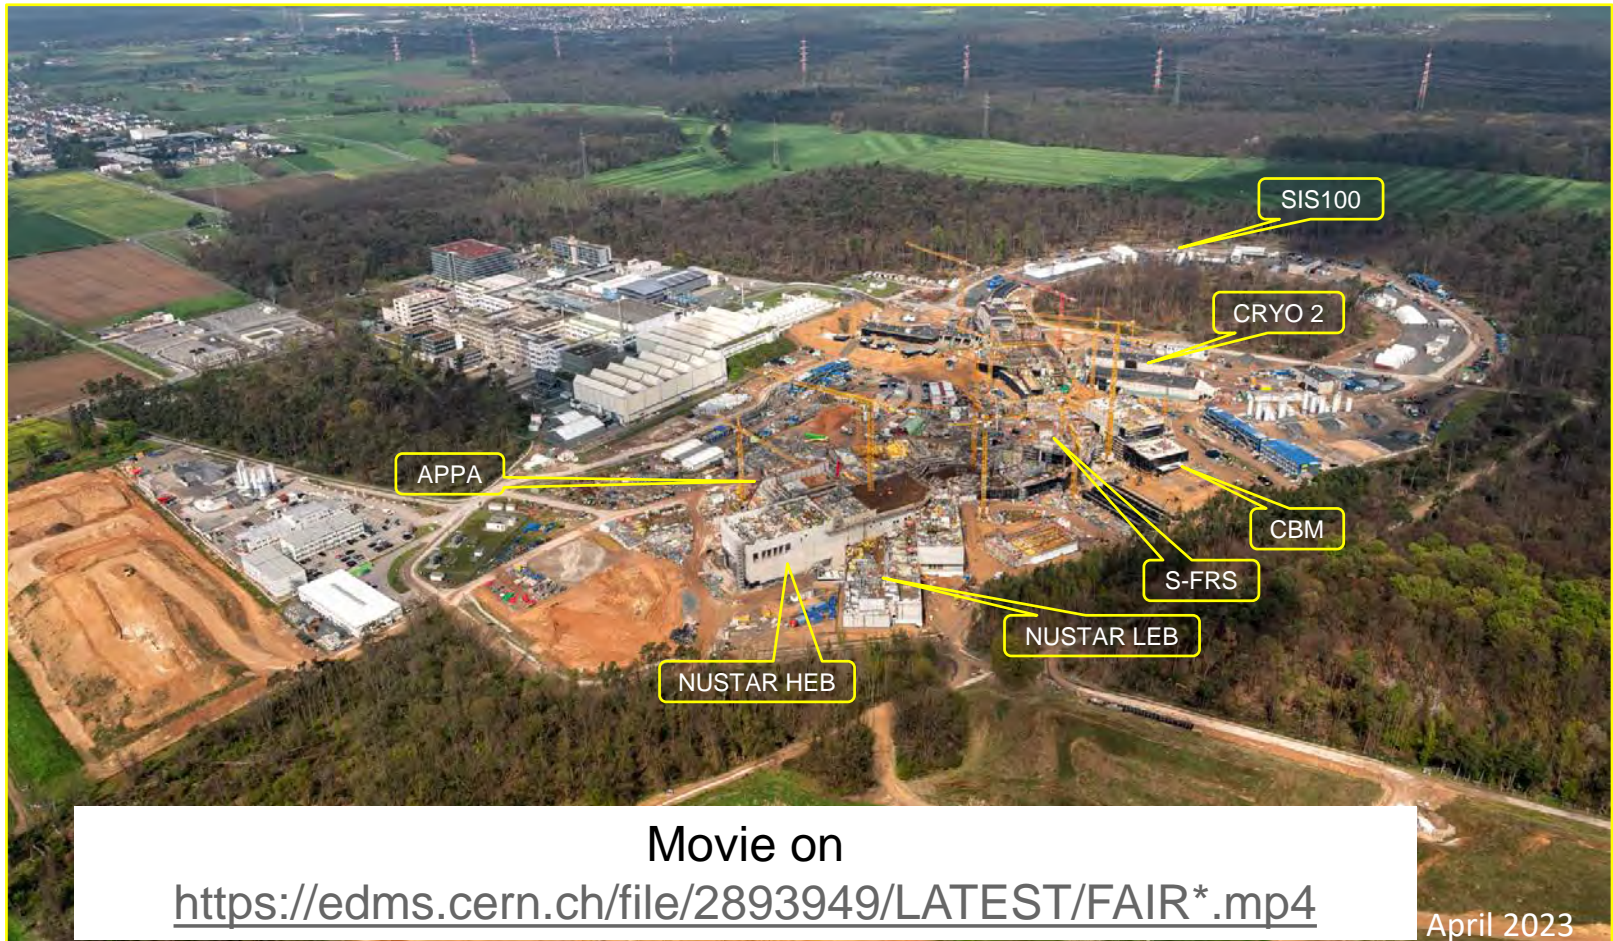 SIS100
CRYO 2
APPA
CBM
S-FRS
NUSTAR LEB
NUSTAR HEB
Movie on
https://edms.cern.ch/file/2893949/LATEST/FAIR*.mp4
April 2023